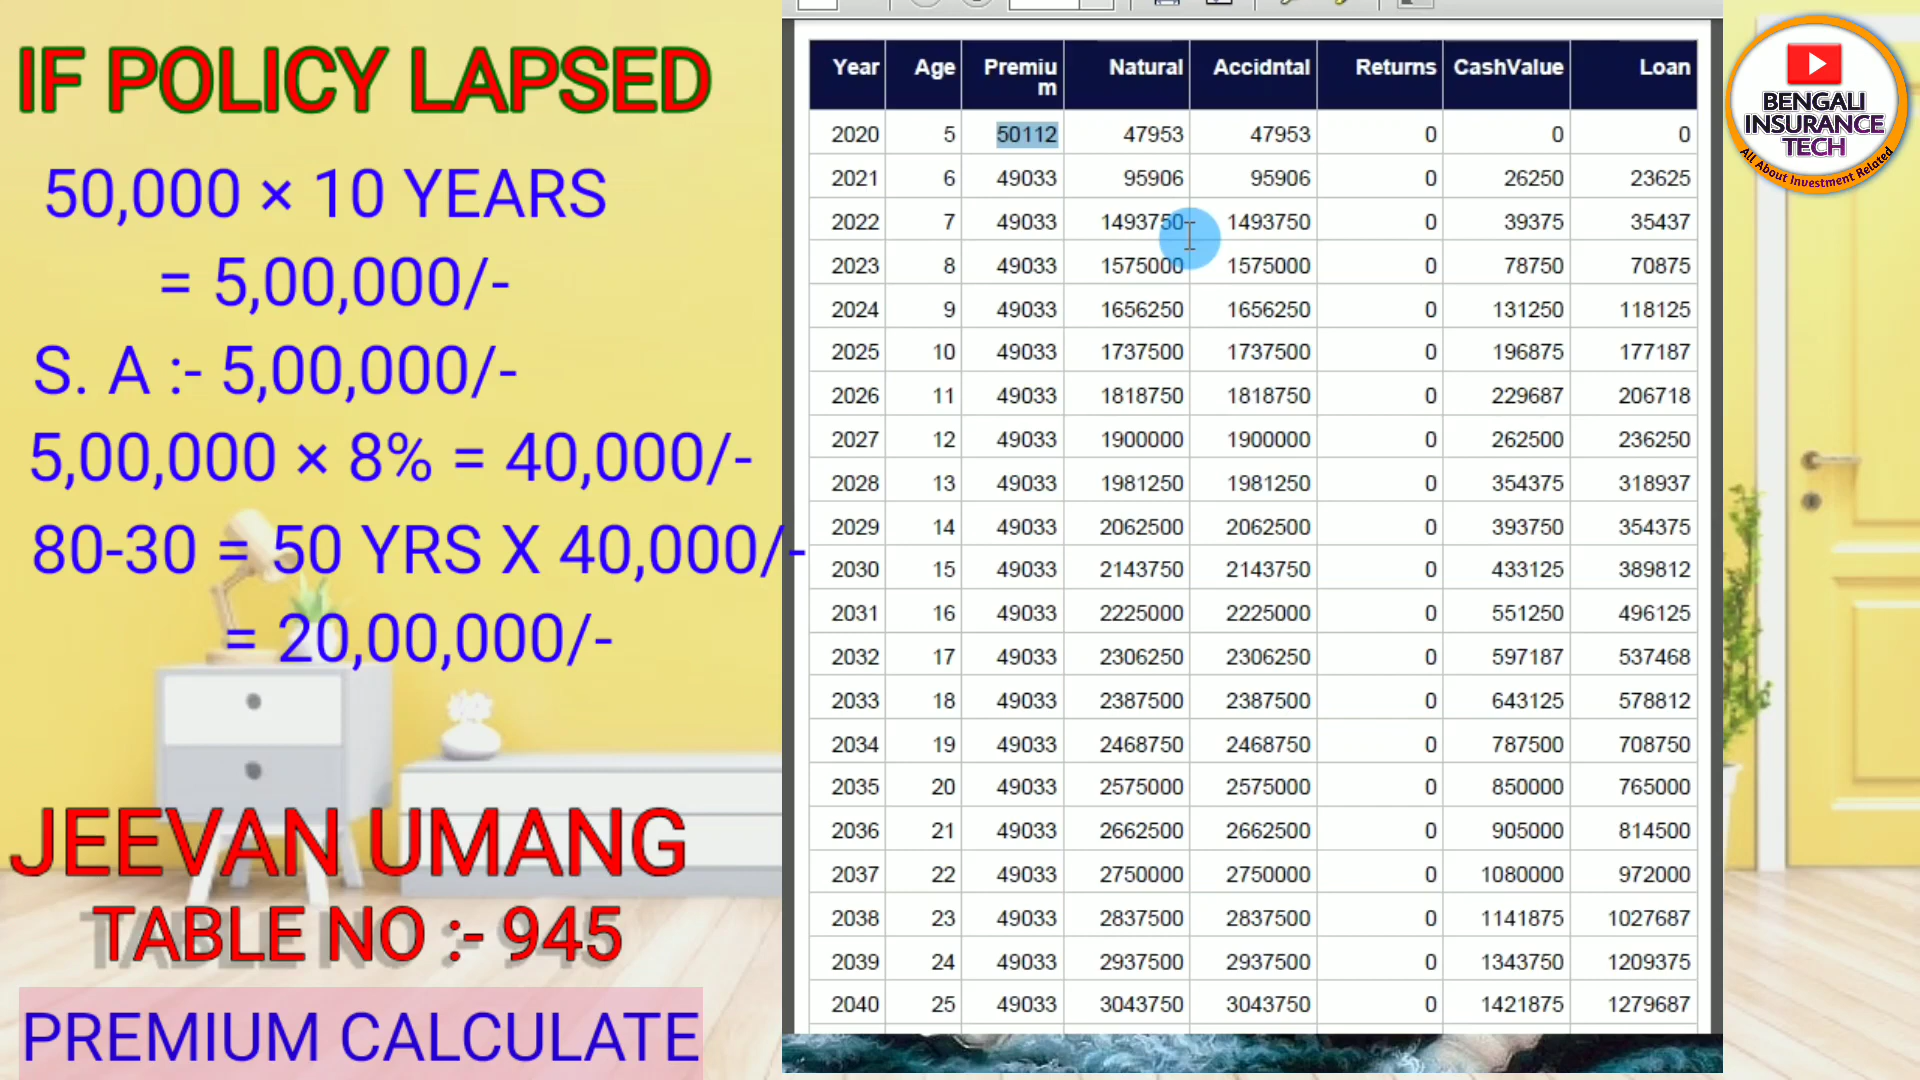 IF POLICY LAPSED
50,000 × 10 YEARS
= 5,00,000/-
S. A :- 5,00,000/-
5,00,000 × 8% = 40,000/-
80-30 = 50 YRS X 40,000/-
= 20,00,000/-
JEEVAN UMANG
TABLE NO :- 945
PREMIUM CALCULATE
Year Age Premiu m Natural Accidntal Returns CashValue Loan
2020 5 50112 47953 47953 0 0 0
2021 6 49033 95906 95906 0 26250 23625
2022 7 49033 1493750 1493750 0 39375 35437
2023 8 49033 1575000 1575000 0 78750 70875
2024 9 49033 1656250 1656250 0 131250 118125
2025 10 49033 1737500 1737500 0 196875 177187
2026 11 49033 1818750 1818750 0 229687 206718
2027 12 49033 1900000 1900000 0 262500 236250
2028 13 49033 1981250 1981250 0 354375 318937
2029 14 49033 2062500 2062500 0 393750 354375
2030 15 49033 2143750 2143750 0 433125 389812
2031 16 49033 2225000 2225000 0 551250 496125
2032 17 49033 2306250 2306250 0 597187 537468
2033 18 49033 2387500 2387500 0 643125 578812
2034 19 49033 2468750 2468750 0 787500 708750
2035 20 49033 2575000 2575000 0 850000 765000
2036 21 49033 2662500 2662500 0 905000 814500
2037 22 49033 2750000 2750000 0 1080000 972000
2038 23 49033 2837500 2837500 0 1141875 1027687
2039 24 49033 2937500 2937500 0 1343750 1209375
2040 25 49033 3043750 3043750 0 1421875 1279687
BENGALI
INSURANCE
TECH
All About Investment Related